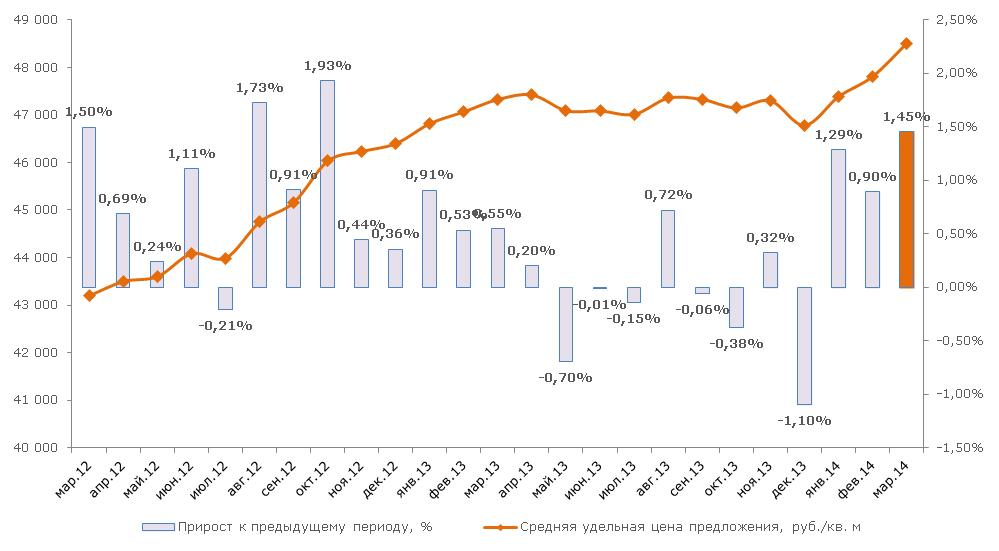 49 000
48 000
47 000
46 000
45 000
44 000
43 000
42 000
41 000
40 000
2,50%
2,00%
1,50%
1,00%
0,50%
0,00%
-0,50%
-1,00%
-1,50%
1,50%
0,69%
0,24%
1,11%
-0,21%
1,73%
0,91%
1,93%
0,44%
0,36%
0,91%
0,53%
0,55%
0,20%
-0,70%
-0,01%
-0,15%
0,72%
-0,06%
-0,38%
0,32%
-1,10%
1,29%
0,90%
1,45%
мар.12
апр.12
май.12
июн.12
июл.12
авг.12
сен.12
окт.12
ноя.12
дек.12
янв.13
фев.13
мар.13
апр.13
май.13
июн.13
июл.13
авг.13
сен.13
окт.13
ноя.13
дек.13
янв.14
фев.14
мар.14
Прирост к предыдущему периоду, %
Средняя удельная цена предложения, руб./кв. м